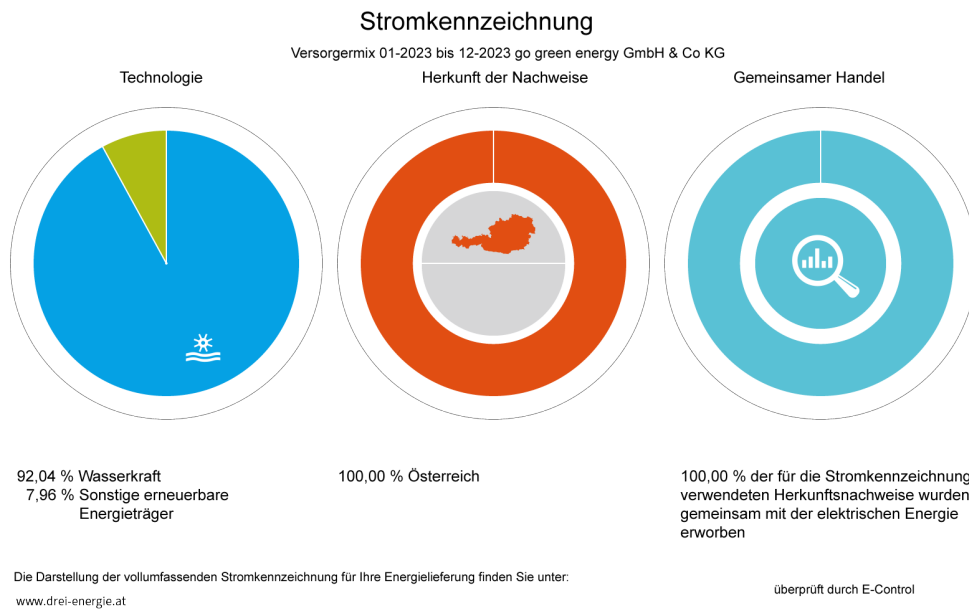 Stromkennzeichnung
Versorgermix 01-2023 bis 12-2023 go green energy GmbH & Co KG
Technologie
Herkunft der Nachweise
Gemeinsamer Handel
92,04 % Wasserkraft
7,96 % Sonstige erneuerbare
Energieträger
100,00 % Österreich
100,00 % der für die Stromkennzeichnung
verwendeten Herkunftsnachweise wurden
gemeinsam mit der elektrischen Energie
erworben
Die Darstellung der vollumfassenden Stromkennzeichnung für Ihre Energielieferung finden Sie unter:
www.drei-energie.at
überprüft durch E-Control